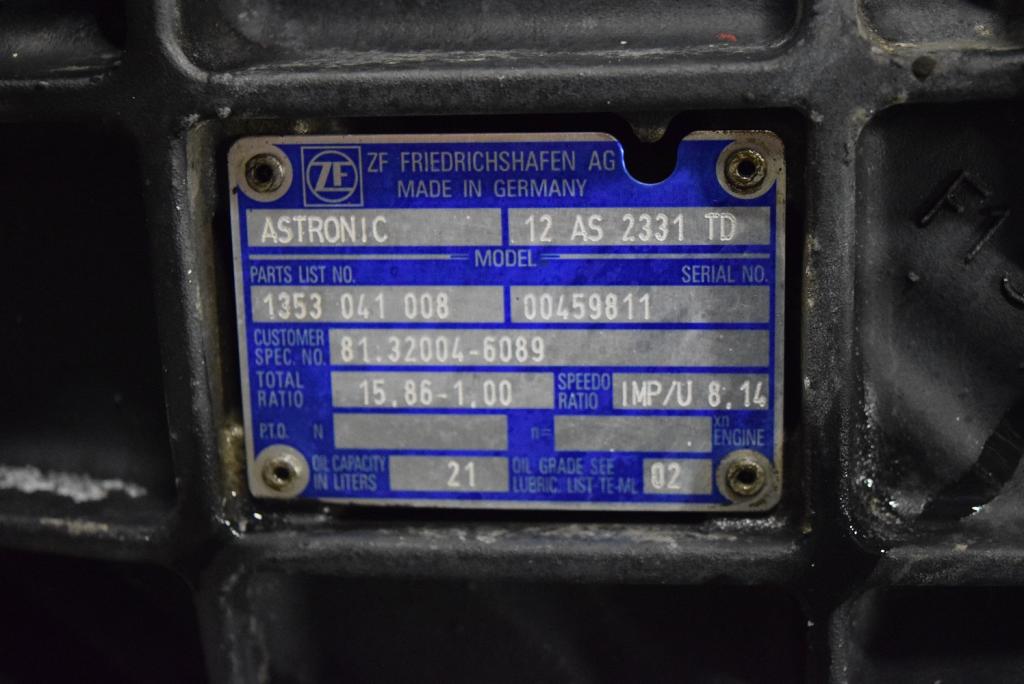 ZF FRIEDRICHSHAFEN AG
MADE IN GERMANY
ASTRONIC 12 AS 2331 TD
MODEL
PARTS LIST NO. SERIAL NO.
1353 041 008 00459811
CUSTOMER
SPEC. NO. 81.32004-6089
TOTAL
RATIO 15,86-1,00 SPEEDO
RATIO IMP/U 8,14
P.T.O. N n= xn
ENGINE
OIL CAPACITY
IN LITERS 21 OIL GRADE SEE
LUBRIC. LIST-TE-ML 02